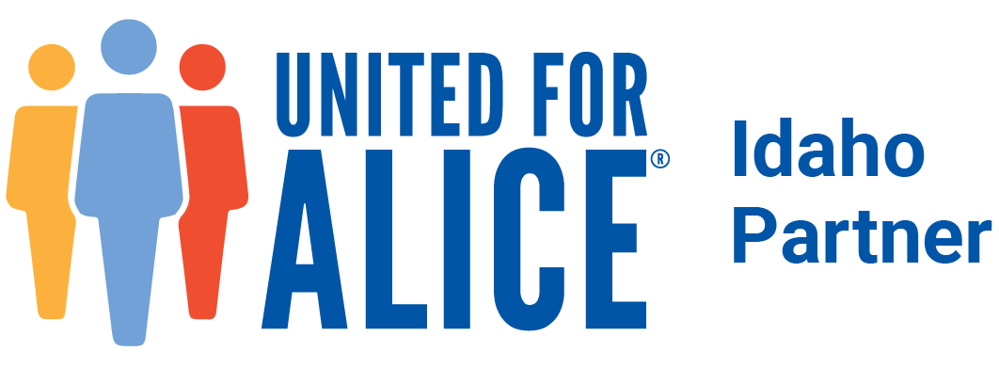 UNITED FOR
ALICE®
Idaho
Partner